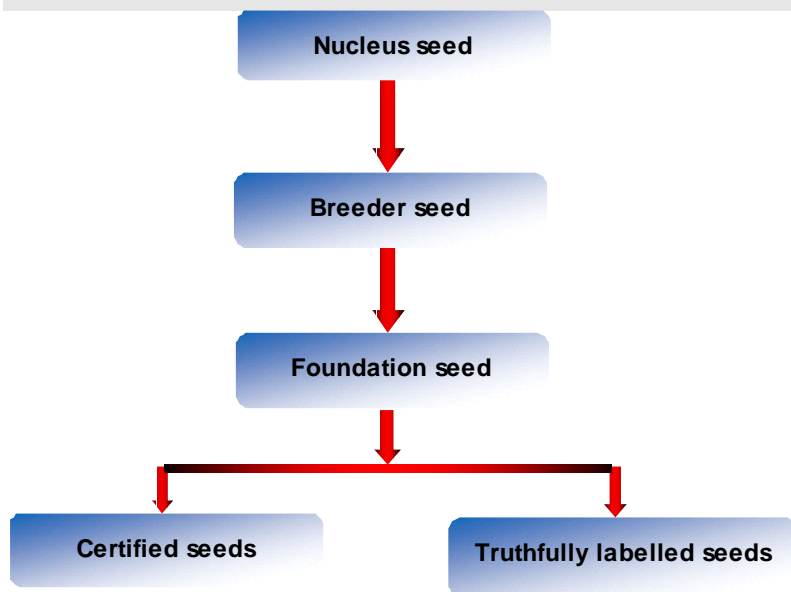 Nucleus seed
Breeder seed
Foundation seed
Certified seeds
Truthfully labelled seeds